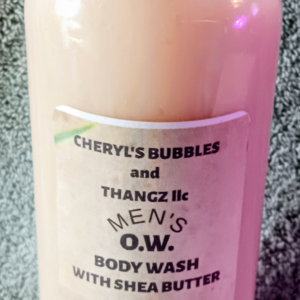 CHERYL'S BUBBLES
and
THANGZ llc
MEN'S
O.W.
BODY WASH
WITH SHEA BUTTER